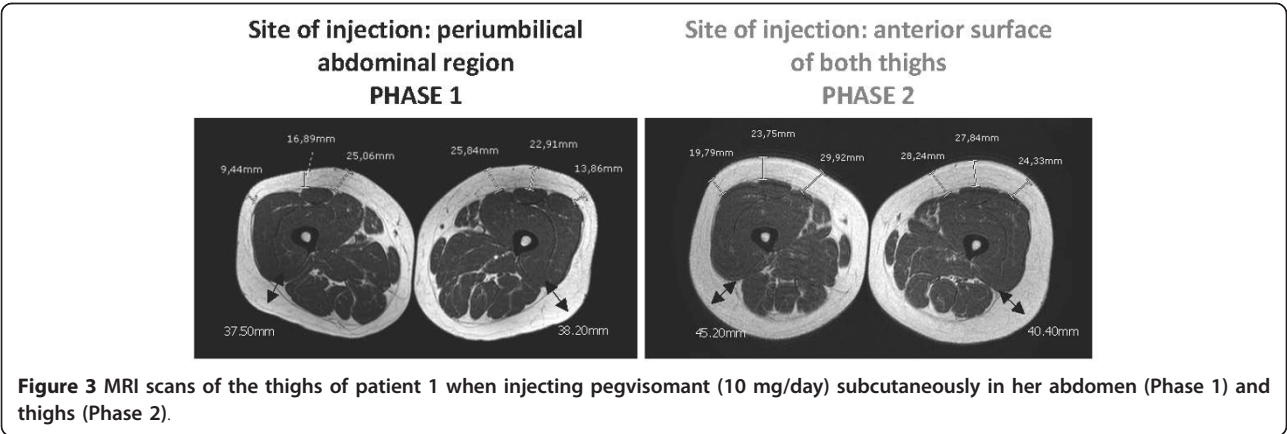 Site of injection: periumbilical
abdominal region
PHASE 1
Site of injection: anterior surface
of both thighs
PHASE 2
16,89mm
9,44mm
25,06mm
25,84mm
22,91mm
13,86mm
37.50mm
38.20mm
23,75mm
19,79mm
29,92mm
27,84mm
28,24mm
24,33mm
45.20mm
40.40mm
Figure 3 MRI scans of the thighs of patient 1 when injecting pegvisomant (10 mg/day) subcutaneously in her abdomen (Phase 1) and
thighs (Phase 2).